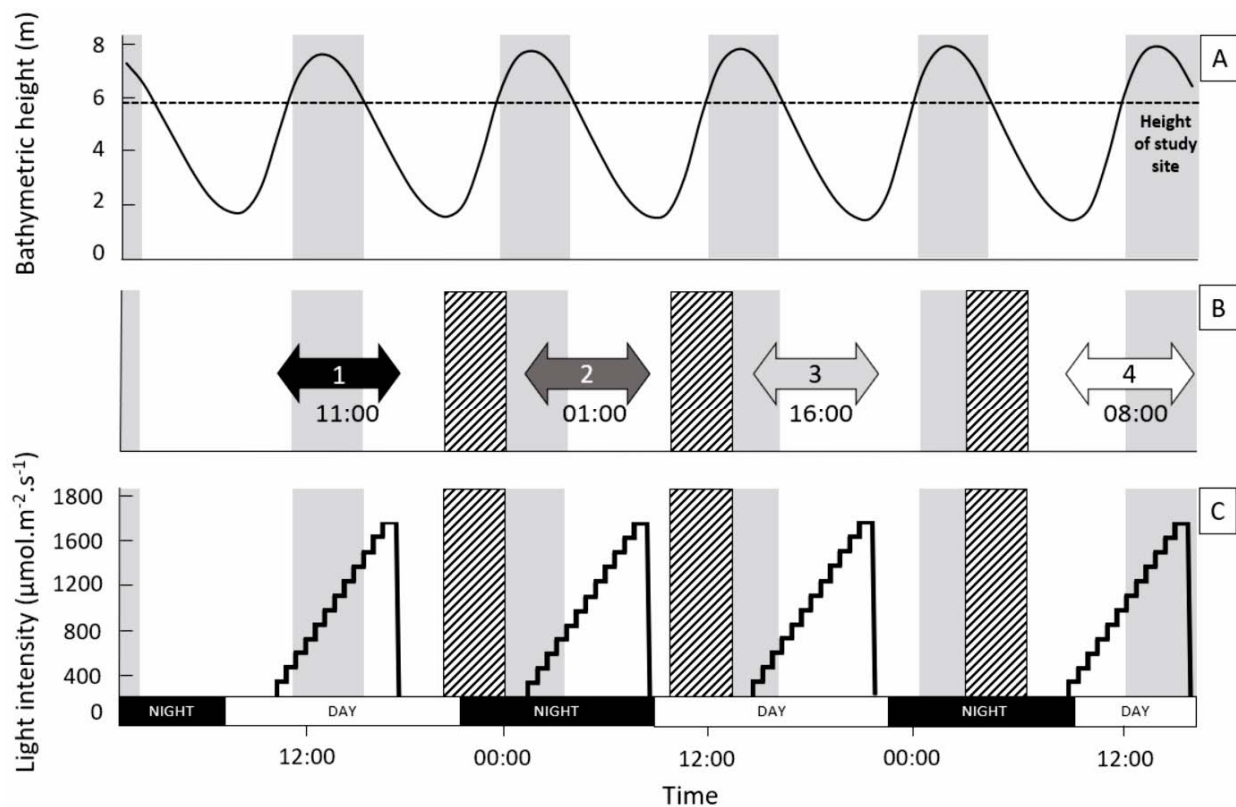 Bathymetric height (m)
8
6
4
2
0
A
Height
of study
site
B
1
11:00
2
01:00
3
16:00
4
08:00
Light intensity (μmol.m⁻².s⁻¹)
1800
1600
1200
800
400
0
C
NIGHT DAY NIGHT DAY NIGHT DAY
12:00 00:00 12:00 00:00 12:00
Time